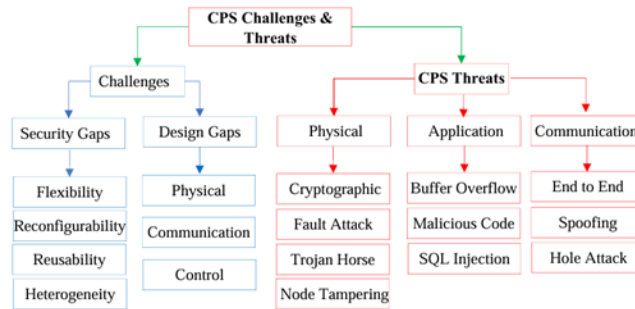 CPS Challenges &
Threats
Challenges
CPS Threats
Security Gaps
Design Gaps
Physical
Application
Communication
Flexibility
Reconfigurability
Reusability
Heterogeneity
Physical
Communication
Control
Cryptographic
Fault Attack
Trojan Horse
Node Tampering
Buffer Overflow
Malicious Code
SQL Injection
End to End
Spoofing
Hole Attack